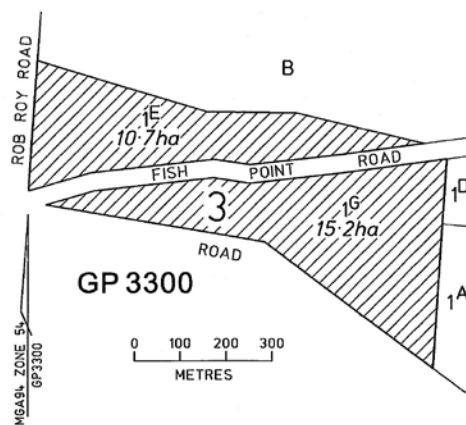 ROB ROY ROAD
B
1E
10·7ha
FISH POINT ROAD
3
1G
15·2ha
1D
ROAD
1A
GP 3300
0 100 200 300
METRES
MGA94 ZONE 54
GP3300